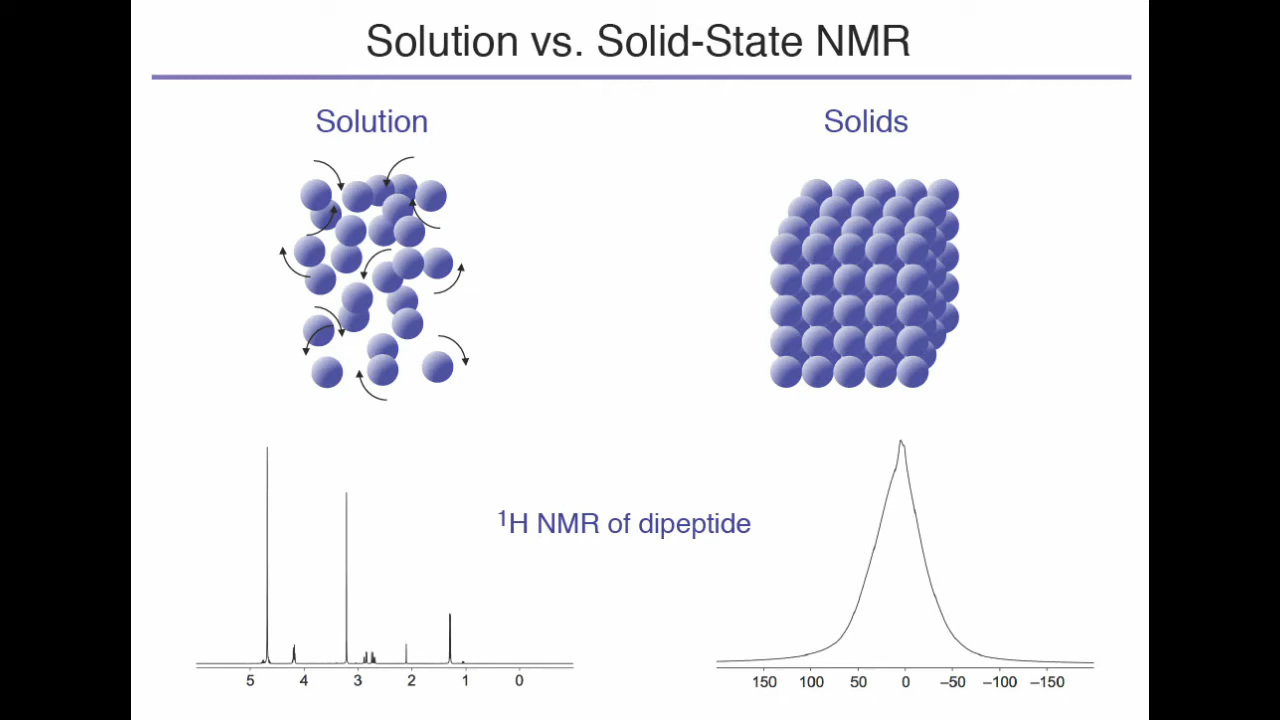 Solution vs. Solid-State NMR
Solution
Solids
¹H NMR of dipeptide
5 4 3 2 1 0
150 100 50 0 –50 –100 –150